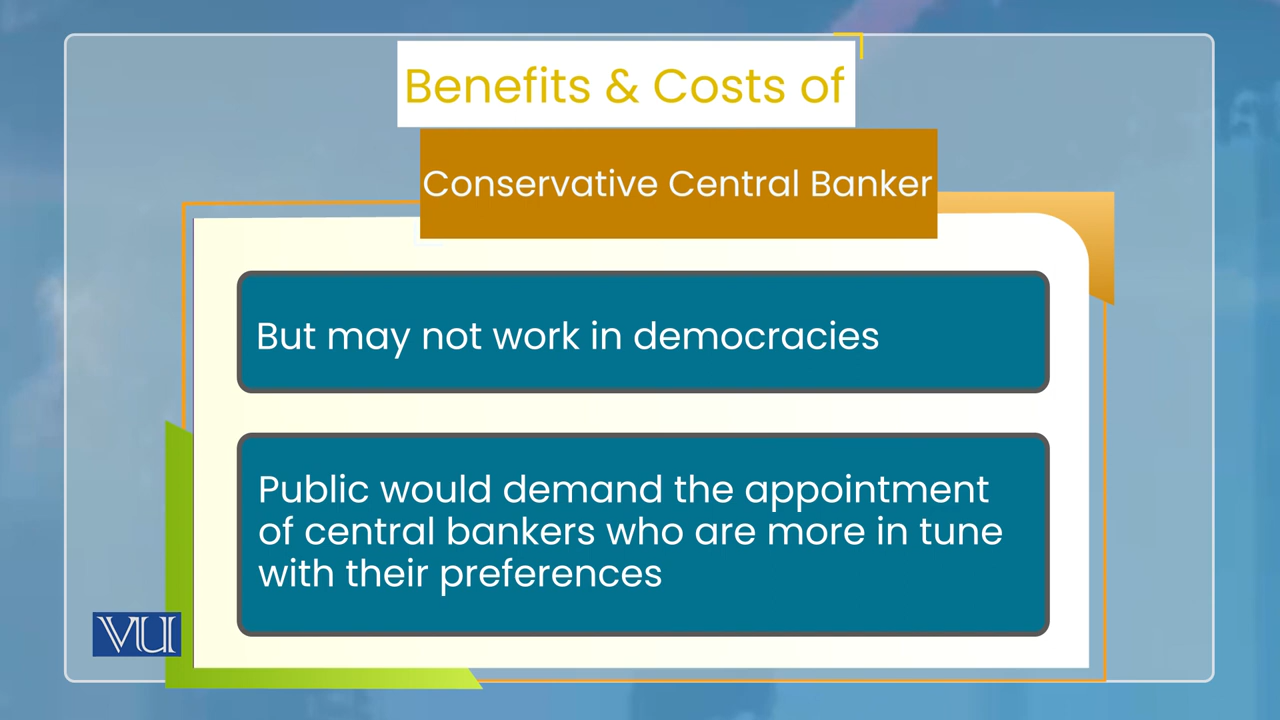 Benefits & Costs of
Conservative Central Banker
But may not work in democracies
Public would demand the appointment
of central bankers who are more in tune
with their preferences
VU